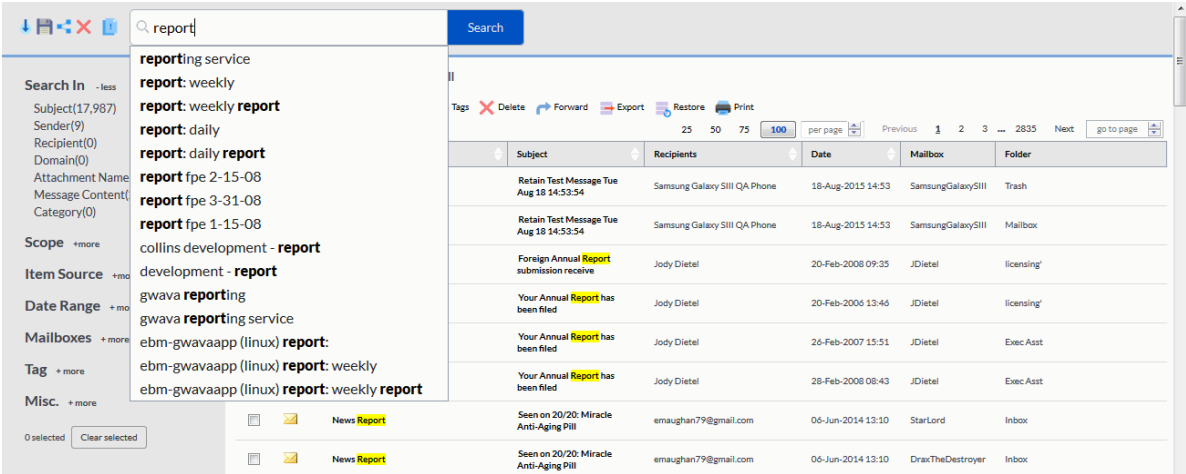 report
Search
reporting service
report: weekly
report: weekly report
report: daily
report: daily report
report fpe 2-15-08
report fpe 3-31-08
report fpe 1-15-08
collins development - report
development - report
gwava reporting
gwava reporting service
ebm-gwavaapp (linux) report:
ebm-gwavaapp (linux) report: weekly
ebm-gwavaapp (linux) report: weekly report
Search In - less
Subject(17,987)
Sender(9)
Recipient(0)
Domain(0)
Attachment Name
Message Content(
Category(0)
Scope +more
Item Source +mo
Date Range + mo
Mailboxes + more
Tag + more
Misc. + more
0 selected Clear selected
ll
Tags Delete Forward Export Restore Print
25 50 75 100 per page Previous 1 2 3 ... 2835 Next go to page
Subject Recipients Date Mailbox Folder
Retain Test Message Tue
Aug 18 14:53:54
Samsung Galaxy SIII QA Phone 18-Aug-2015 14:53 SamsungGalaxySIII Trash
Retain Test Message Tue
Aug 18 14:53:54
Samsung Galaxy SIII QA Phone 18-Aug-2015 14:53 SamsungGalaxySIII Mailbox
Foreign Annual Report
submission receive
Jody Dietel 20-Feb-2008 09:35 JDietel licensing'
Your Annual Report has
been filed
Jody Dietel 20-Feb-2006 13:46 JDietel licensing'
Your Annual Report has
been filed
Jody Dietel 26-Feb-2007 15:51 JDietel Exec Asst
Your Annual Report has
been filed
Jody Dietel 28-Feb-2008 08:43 JDietel Exec Asst
News Report
Seen on 20/20: Miracle
Anti-Aging Pill
emaughan79@gmail.com 06-Jun-2014 13:10 StarLord Inbox
News Report
Seen on 20/20: Miracle
Anti-Aging Pill
emaughan79@gmail.com 06-Jun-2014 13:10 DraxTheDestroyer Inbox